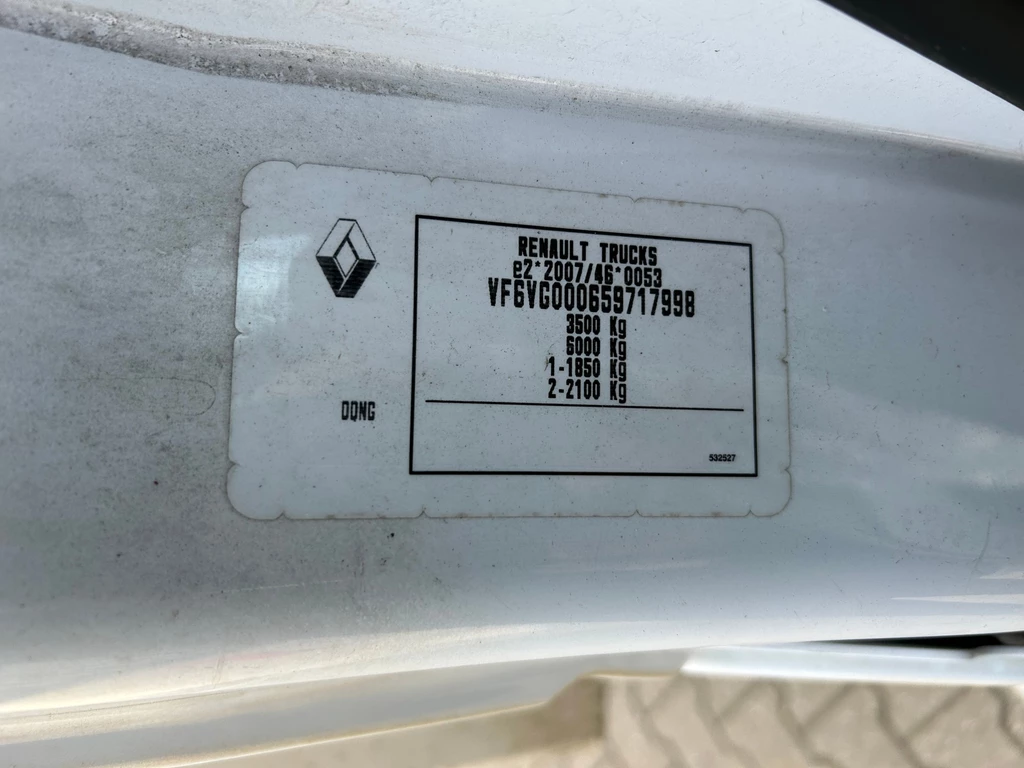 RENAULT TRUCKS
e2*2007/46*0053
VF6VG000659717998
3500 Kg
6000 Kg
1-1850 Kg
2-2100 Kg
DQNG
532527